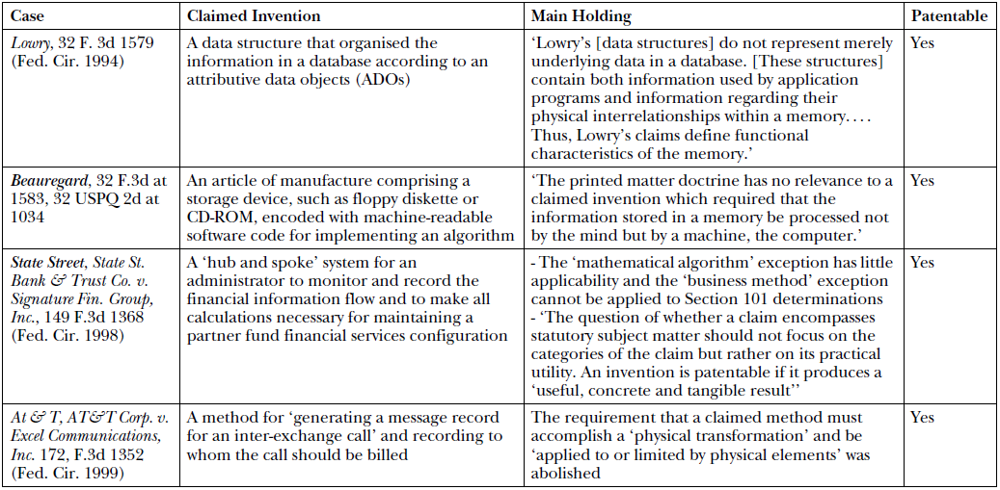 Case Claimed Invention Main Holding Patentable
Lowry, 32 F. 3d 1579
(Fed. Cir. 1994)
A data structure that organised the
information in a database according to an
attributive data objects (ADOs)
‘Lowry’s [data structures] do not represent merely
underlying data in a database. [These structures]
contain both information used by application
programs and information regarding their
physical interrelationships within a memory. . . .
Thus, Lowry’s claims define functional
characteristics of the memory.’
Yes
Beauregard, 32 F.3d at
1583, 32 USPQ 2d at
1034
An article of manufacture comprising a
storage device, such as floppy diskette or
CD-ROM, encoded with machine-readable
software code for implementing an algorithm
‘The printed matter doctrine has no relevance to a
claimed invention which required that the
information stored in a memory be processed not
by the mind but by a machine, the computer.’
Yes
State Street, State St.
Bank & Trust Co. v.
Signature Fin. Group,
Inc., 149 F.3d 1368
(Fed. Cir. 1998)
A ‘hub and spoke’ system for an
administrator to monitor and record the
financial information flow and to make all
calculations necessary for maintaining a
partner fund financial services configuration
- The ‘mathematical algorithm’ exception has little
applicability and the ‘business method’ exception
cannot be applied to Section 101 determinations
- ‘The question of whether a claim encompasses
statutory subject matter should not focus on the
categories of the claim but rather on its practical
utility. An invention is patentable if it produces a
‘useful, concrete and tangible result’’
Yes
At & T, AT&T Corp. v.
Excel Communications,
Inc. 172, F.3d 1352
(Fed. Cir. 1999)
A method for ‘generating a message record
for an inter-exchange call’ and recording to
whom the call should be billed
The requirement that a claimed method must
accomplish a ‘physical transformation’ and be
‘applied to or limited by physical elements’ was
abolished
Yes